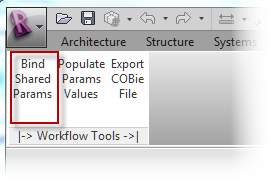 Architecture Structure Systems
Bind Populate Export
Shared Params COBie
Params Values File
|-> Workflow Tools ->|